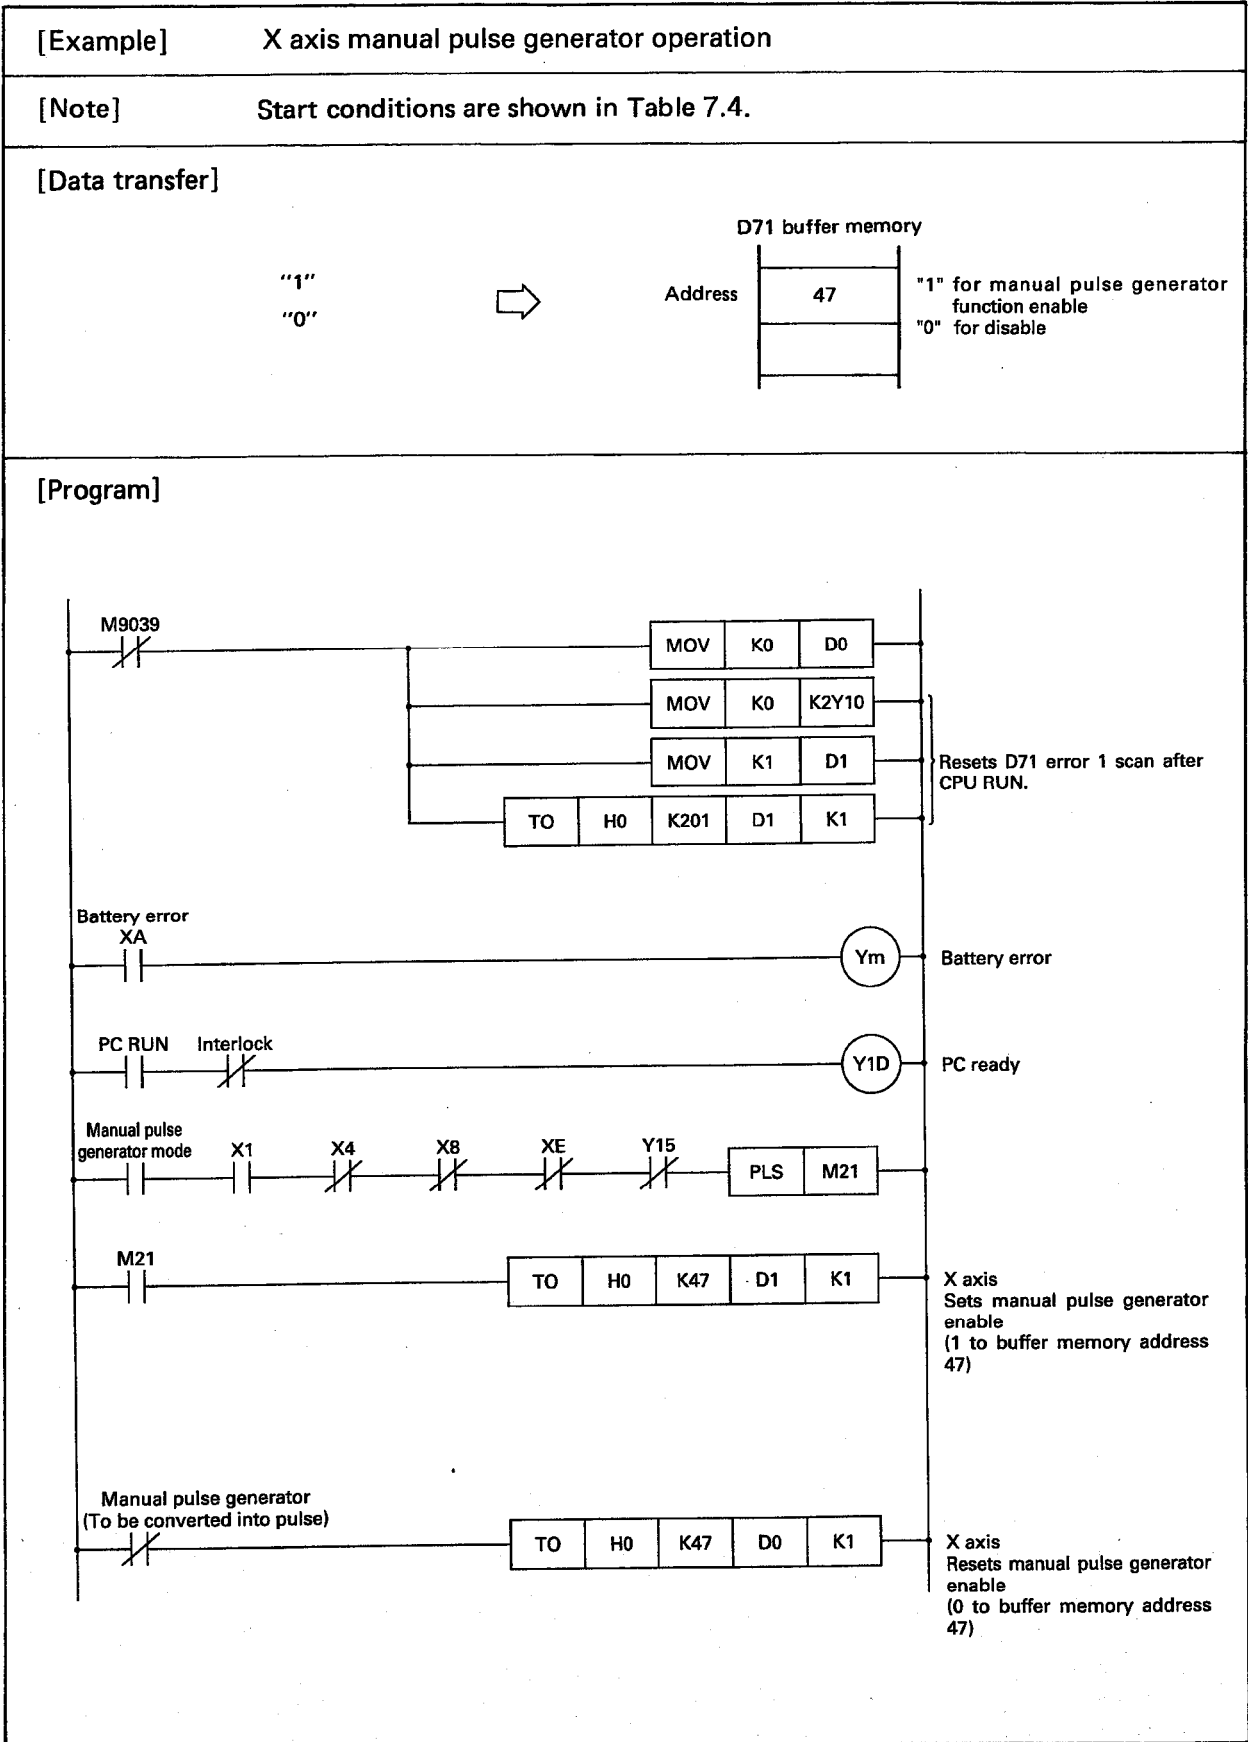 [Example] X axis manual pulse generator operation
[Note] Start conditions are shown in Table 7.4.
[Data transfer]
D71 buffer memory
"1"
"0"
Address 47
"1" for manual pulse generator
function enable
"0" for disable
[Program]
M9039
MOV K0 D0
MOV K0 K2Y10
MOV K1 D1
TO H0 K201 D1 K1
Resets D71 error 1 scan after
CPU RUN.
Battery error
XA
Ym
Battery error
PC RUN Interlock
Y1D
PC ready
Manual pulse
generator mode X1 X4 X8 XE Y15
PLS M21
M21
TO H0 K47 D1 K1
X axis
Sets manual pulse generator
enable
(1 to buffer memory address
47)
Manual pulse generator
(To be converted into pulse)
TO H0 K47 D0 K1
X axis
Resets manual pulse generator
enable
(0 to buffer memory address
47)